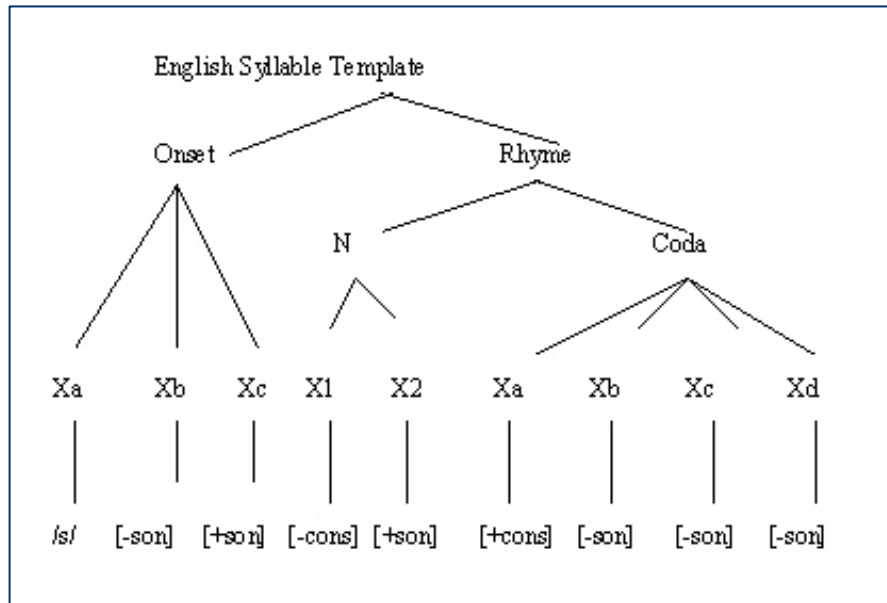 English Syllable Template
Onset Rhyme
N Coda
Xa Xb Xc X1 X2 Xa Xb Xc Xd
/s/ [-son] [+son] [-cons] [+son] [+cons] [-son] [-son] [-son]